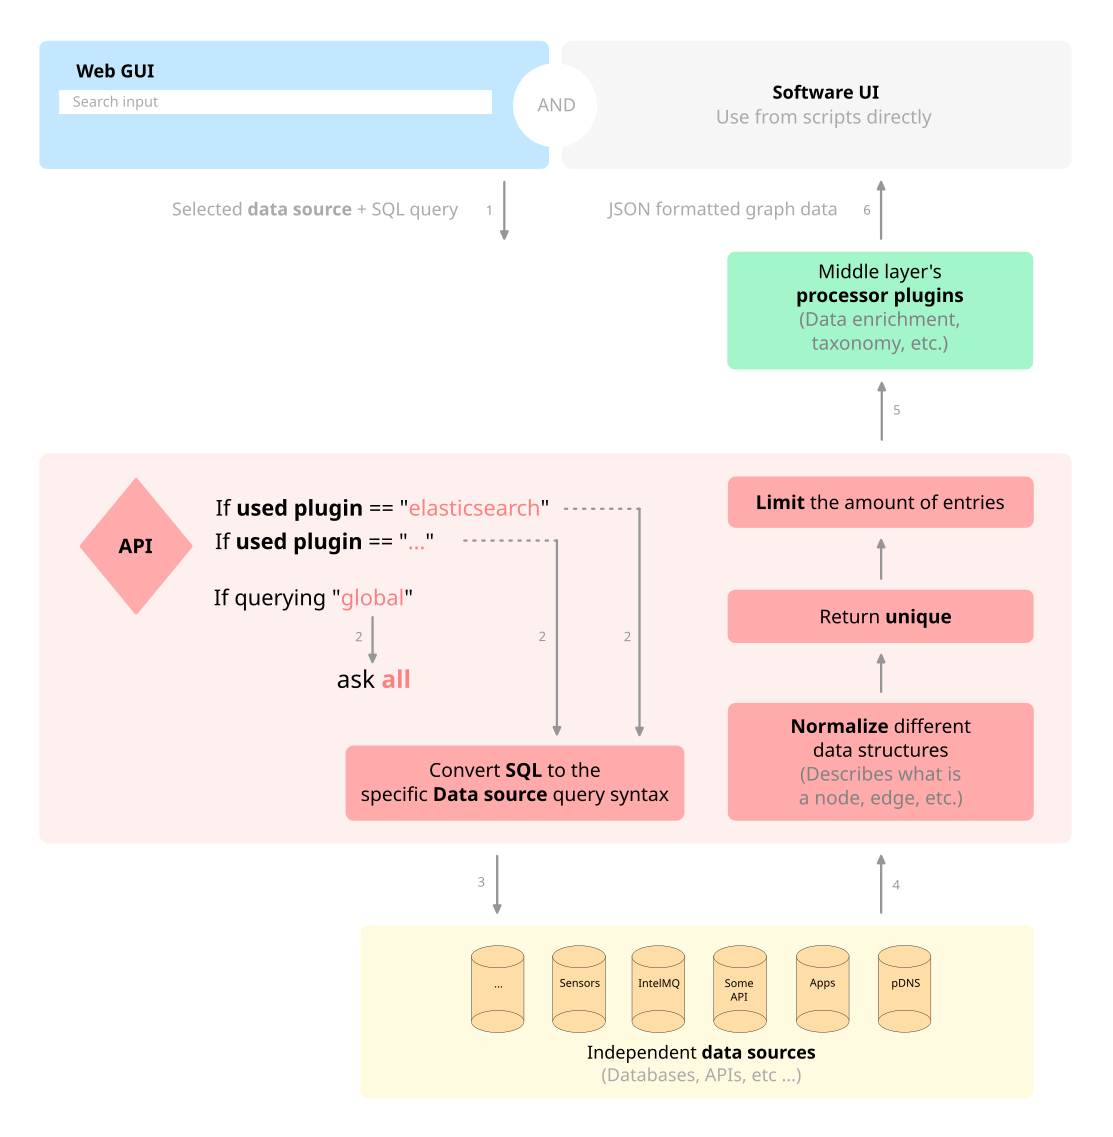 Web GUI
Search input
AND
Software UI
Use from scripts directly
Selected data source + SQL query
1
JSON formatted graph data
6
Middle layer's
processor plugins
(Data enrichment,
taxonomy, etc.)
5
API
If used plugin == "elasticsearch"
If used plugin == "..."
If querying "global"
2
2
2
ask all
Convert SQL to the
specific Data source query syntax
Limit the amount of entries
Return unique
Normalize different
data structures
(Describes what is
a node, edge, etc.)
3
4
...
Sensors
IntelMQ
Some
API
Apps
pDNS
Independent data sources
(Databases, APIs, etc ...)